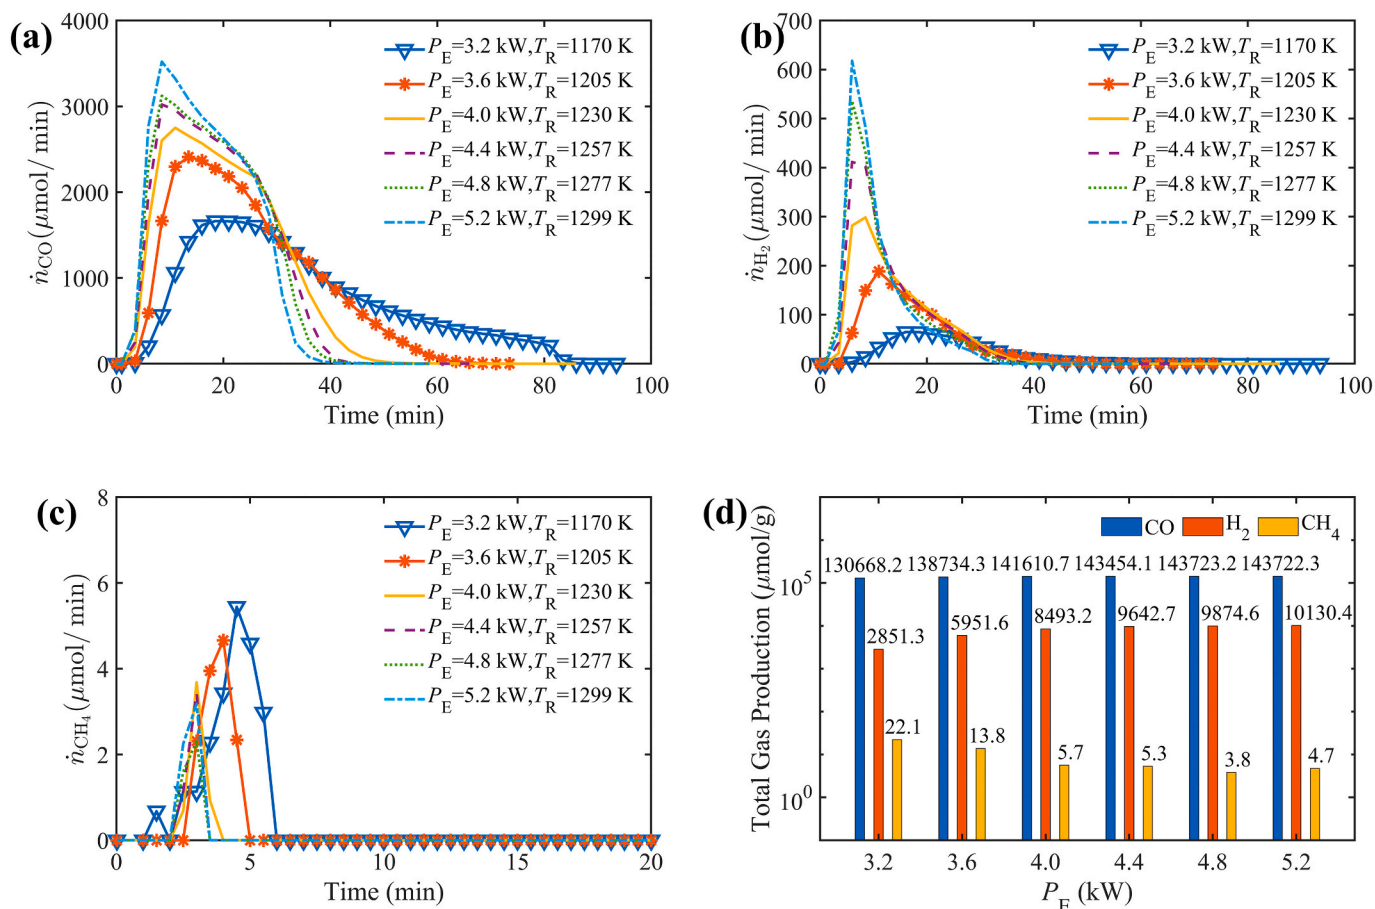 (a)
4000
3000
2000
1000
0
ṅCO (μmol/ min)
PE=3.2 kW,TR=1170 K
PE=3.6 kW,TR=1205 K
PE=4.0 kW,TR=1230 K
PE=4.4 kW,TR=1257 K
PE=4.8 kW,TR=1277 K
PE=5.2 kW,TR=1299 K
0 20 40 60 80 100
Time (min)
(b)
700
600
500
400
300
200
100
0
ṅH2 (μmol/ min)
PE=3.2 kW,TR=1170 K
PE=3.6 kW,TR=1205 K
PE=4.0 kW,TR=1230 K
PE=4.4 kW,TR=1257 K
PE=4.8 kW,TR=1277 K
PE=5.2 kW,TR=1299 K
0 20 40 60 80 100
Time (min)
(c)
8
6
4
2
0
ṅCH4 (μmol/ min)
PE=3.2 kW,TR=1170 K
PE=3.6 kW,TR=1205 K
PE=4.0 kW,TR=1230 K
PE=4.4 kW,TR=1257 K
PE=4.8 kW,TR=1277 K
PE=5.2 kW,TR=1299 K
0 5 10 15 20
Time (min)
(d)
Total Gas Production (μmol/g)
CO H2 CH4
130668.2 138734.3 141610.7 143454.1 143723.2 143722.3
10^5
2851.3 5951.6 8493.2 9642.7 9874.6 10130.4
22.1 13.8 5.7 5.3 3.8 4.7
10^0
3.2 3.6 4.0 4.4 4.8 5.2
PE (kW)